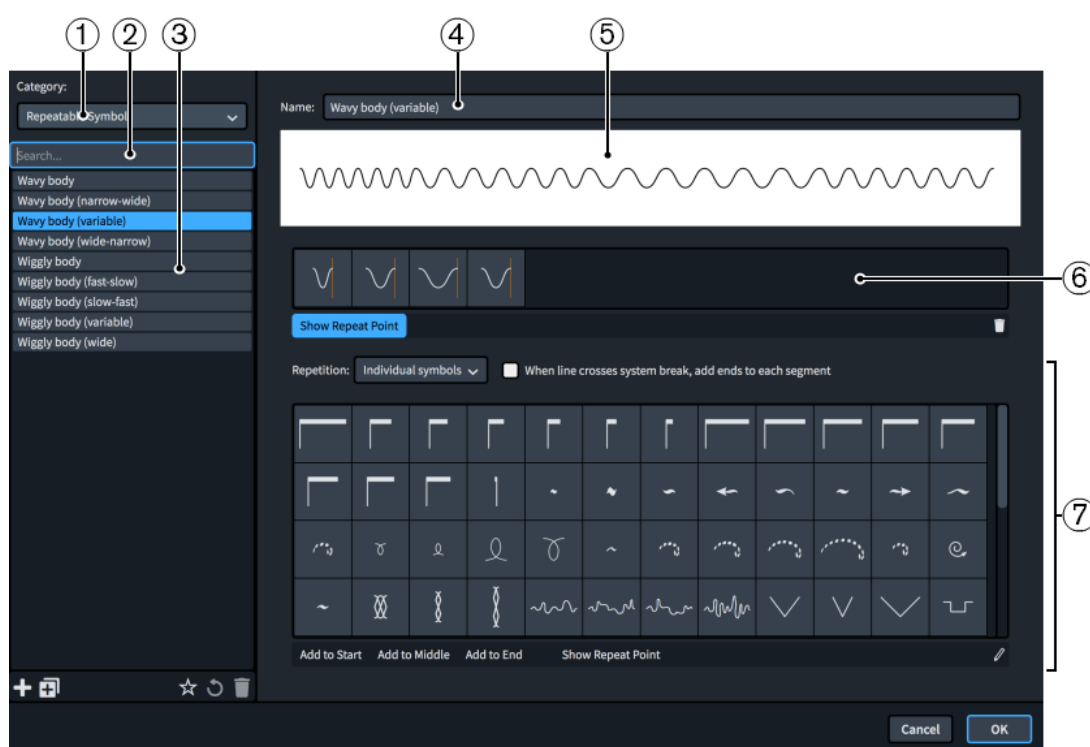 1 2 3 4 5
Category:
Repeatable Symbol
Name: Wavy body (variable)
Search...
Wavy body
Wavy body (narrow-wide)
Wavy body (variable)
Wavy body (wide-narrow)
Wiggly body
Wiggly body (fast-slow)
Wiggly body (slow-fast)
Wiggly body (variable)
Wiggly body (wide)
6
Show Repeat Point
Repetition: Individual symbols When line crosses system break, add ends to each segment
7
Add to Start Add to Middle Add to End Show Repeat Point
Cancel OK